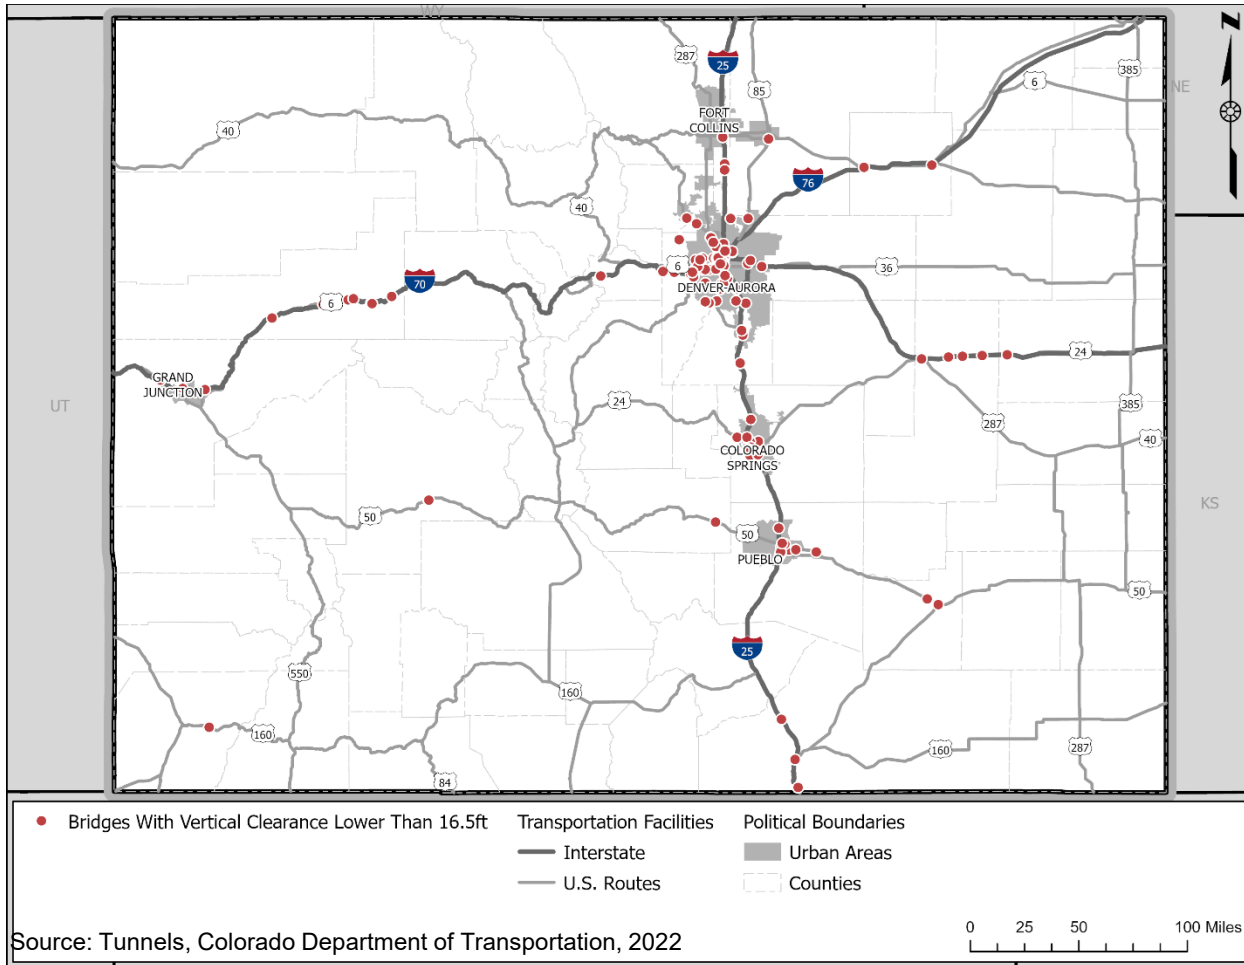 WY
N
287
25
85
385
6
NE
FORT
COLLINS
40
76
40
6
36
70
DENVER-AURORA
6
24
GRAND
JUNCTION
UT
24
385
287
40
COLORADO
SPRINGS
KS
50
50
PUEBLO
50
25
550
160
160
160
287
84
Bridges With Vertical Clearance Lower Than 16.5ft
Transportation Facilities
Interstate
U.S. Routes
Political Boundaries
Urban Areas
Counties
Source: Tunnels, Colorado Department of Transportation, 2022
0 25 50 100 Miles